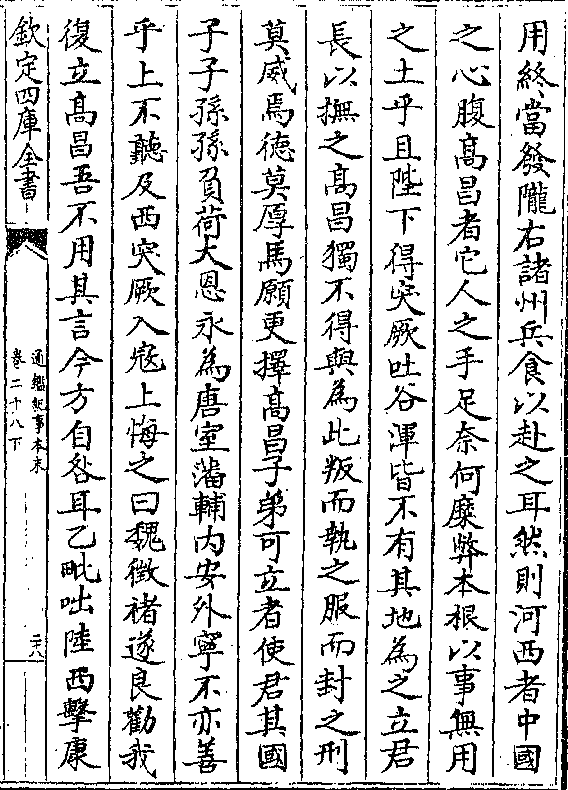 用終當發隴右諸州兵食以赴之耳然則河西者中國
之心腹高昌者它人之手足奈何糜弊本根以事無用
之土乎且陛下得突厥吐谷渾皆不有其地為之立君
長以撫之高昌獨不得與為此叛而執之服而封之刑
莫威焉德莫厚焉願更擇高昌子弟可立者使君其國
子子孫孫負荷大恩永為唐室藩輔内安外寧不亦善
乎上不聽及西突厥入寇上悔之曰魏徵褚遂良勸我
復立高昌吾不用其言今方自咎耳乙毗咄陸西擊康
欽定四庫全書
通鑑紀事本末
卷二十八下
二八